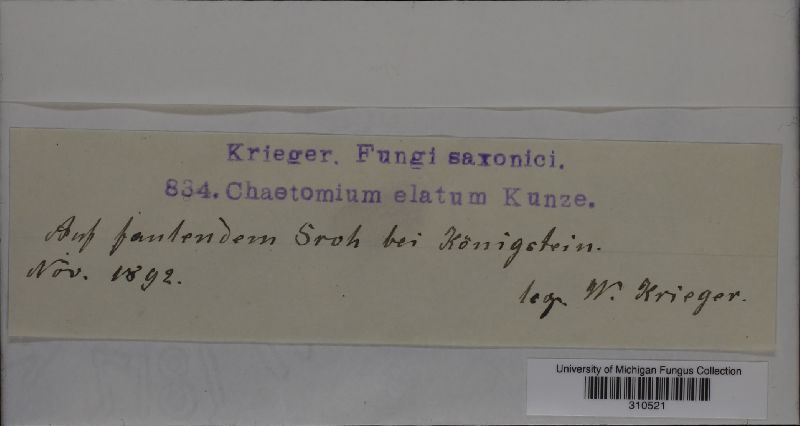 Krieger. Fungi saxonici.
834. Chaetomium elatum Kunze.
Auf faulendem Sroh bei Königstein.
Nov. 1892.
leg. W. Krieger.
University of Michigan Fungus Collection
310521